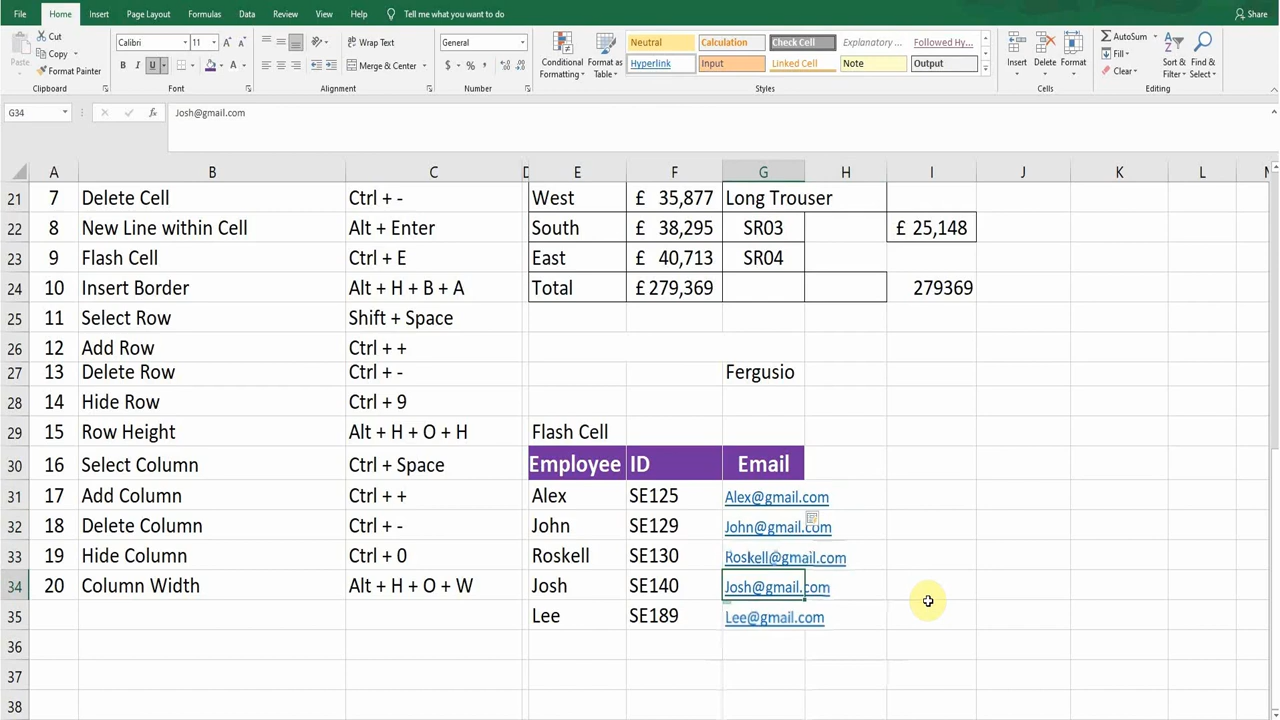 File Home Insert Page Layout Formulas Data Review View Help Tell me what you want to do Share
Cut
Copy
Format Painter
Paste
Clipboard
Calibri 11
B I U
Font
Wrap Text
Merge & Center
Alignment
General
$ % ,
Number
Conditional Formatting
Format as Table
Neutral Calculation Check Cell Explanatory ... Followed Hy...
Hyperlink Input Linked Cell Note Output
Styles
Insert Delete Format
Cells
AutoSum
Fill
Clear
Sort & Filter
Find & Select
Editing
G34 fx Josh@gmail.com
A B C D E F G H I J K L M
21 7 Delete Cell Ctrl + - West £ 35,877 Long Trouser
22 8 New Line within Cell Alt + Enter South £ 38,295 SR03 £ 25,148
23 9 Flash Cell Ctrl + E East £ 40,713 SR04
24 10 Insert Border Alt + H + B + A Total £ 279,369 279369
25 11 Select Row Shift + Space
26 12 Add Row Ctrl + +
27 13 Delete Row Ctrl + - Fergusio
28 14 Hide Row Ctrl + 9
29 15 Row Height Alt + H + O + H Flash Cell
30 16 Select Column Ctrl + Space Employee ID Email
31 17 Add Column Ctrl + + Alex SE125 Alex@gmail.com
32 18 Delete Column Ctrl + - John SE129 John@gmail.com
33 19 Hide Column Ctrl + 0 Roskell SE130 Roskell@gmail.com
34 20 Column Width Alt + H + O + W Josh SE140 Josh@gmail.com
35 Lee SE189 Lee@gmail.com
36
37
38